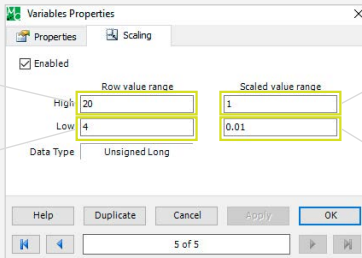 Variables Properties
Properties Scaling
Enabled
Row value range Scaled value range
High 20 1
Low 4 0.01
Data Type Unsigned Long
Help Duplicate Cancel Apply OK
5 of 5